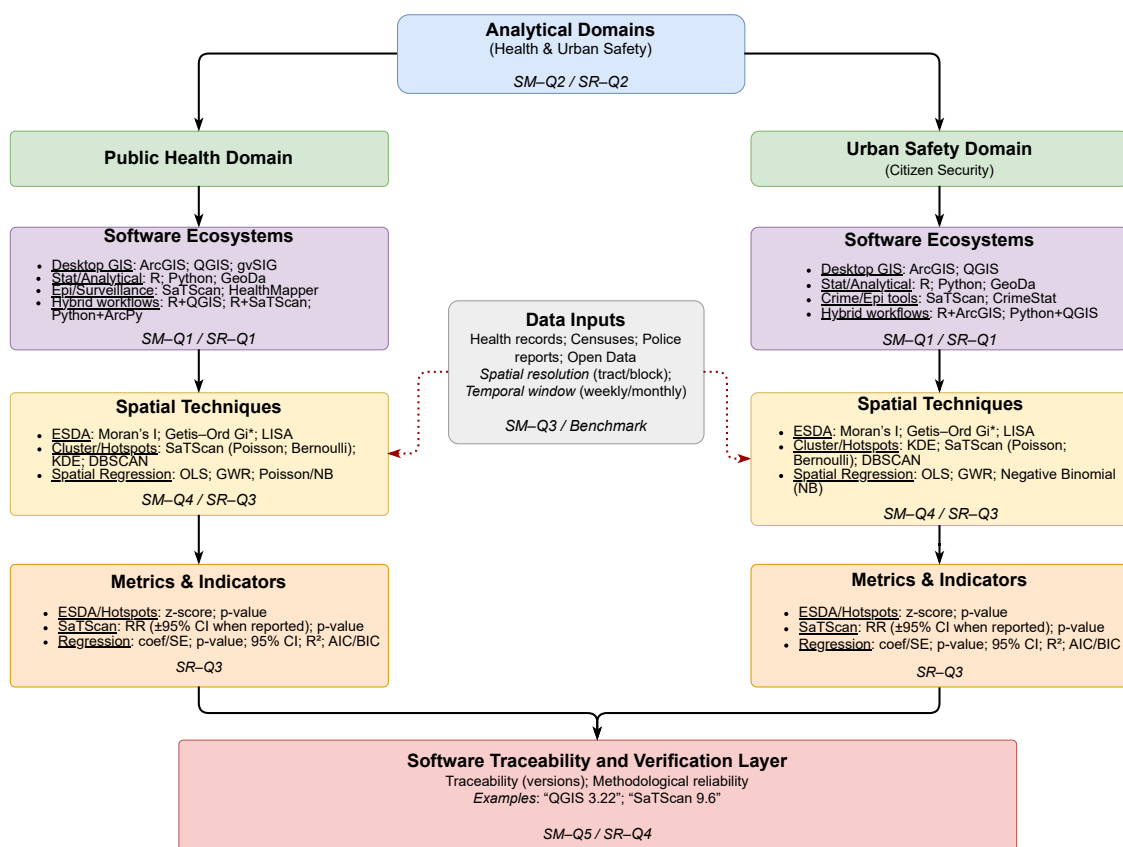 Analytical Domains
(Health & Urban Safety)
SM–Q2 / SR–Q2
Public Health Domain
Urban Safety Domain
(Citizen Security)
Software Ecosystems
• Desktop GIS: ArcGIS; QGIS; gvSIG
• Stat/Analytical: R; Python; GeoDa
• Epi/Surveillance: SaTScan; HealthMapper
• Hybrid workflows: R+QGIS; R+SaTScan;
Python+ArcPy
SM–Q1 / SR–Q1
Software Ecosystems
• Desktop GIS: ArcGIS; QGIS
• Stat/Analytical: R; Python; GeoDa
• Crime/Epi tools: SaTScan; CrimeStat
• Hybrid workflows: R+ArcGIS; Python+QGIS
SM–Q1 / SR–Q1
Data Inputs
Health records; Censuses; Police
reports; Open Data
Spatial resolution (tract/block);
Temporal window (weekly/monthly)
SM–Q3 / Benchmark
Spatial Techniques
• ESDA: Moran's I; Getis–Ord Gi*; LISA
• Cluster/Hotspots: SaTScan (Poisson; Bernoulli);
KDE; DBSCAN
• Spatial Regression: OLS; GWR; Poisson/NB
SM–Q4 / SR–Q3
Spatial Techniques
• ESDA: Moran's I; Getis–Ord Gi*; LISA
• Cluster/Hotspots: KDE; SaTScan (Poisson;
Bernoulli); DBSCAN
• Spatial Regression: OLS; GWR; Negative Binomial
(NB)
SM–Q4 / SR–Q3
Metrics & Indicators
• ESDA/Hotspots: z-score; p-value
• SaTScan: RR (±95% CI when reported); p-value
• Regression: coef/SE; p-value; 95% CI; R²; AIC/BIC
SR–Q3
Metrics & Indicators
• ESDA/Hotspots: z-score; p-value
• SaTScan: RR (±95% CI when reported); p-value
• Regression: coef/SE; p-value; 95% CI; R²; AIC/BIC
SR–Q3
Software Traceability and Verification Layer
Traceability (versions); Methodological reliability
Examples: “QGIS 3.22”; “SaTScan 9.6”
SM–Q5 / SR–Q4